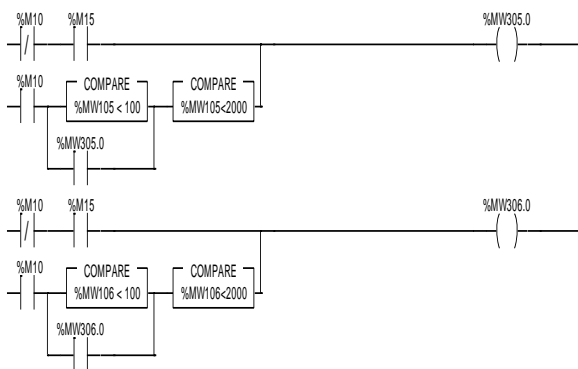 %M10 %M15 %MW305.0
%M10 COMPARE COMPARE
%MW105 < 100 %MW105<2000
%MW305.0
%M10 %M15 %MW306.0
%M10 COMPARE COMPARE
%MW106 < 100 %MW106<2000
%MW306.0